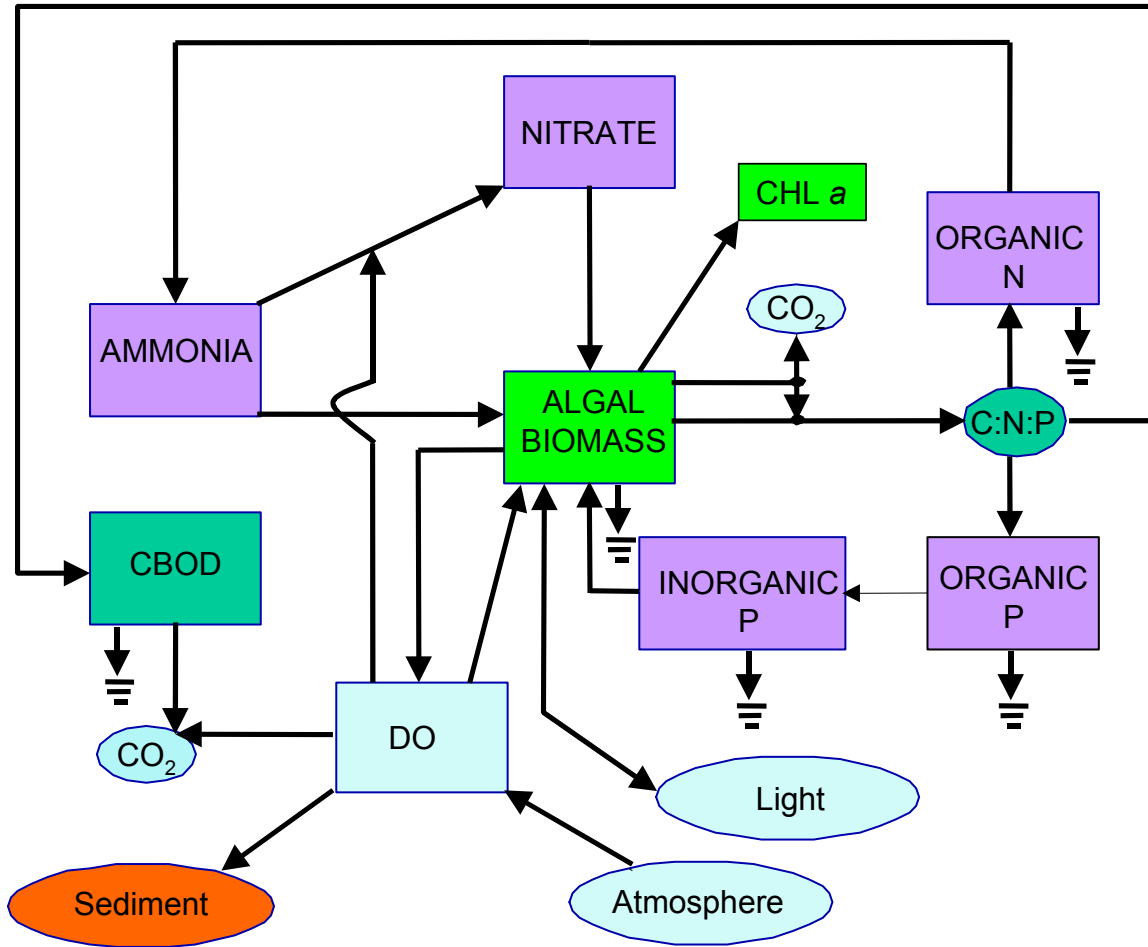 NITRATE
CHL a
ORGANIC
N
CO₂
AMMONIA
ALGAL
BIOMASS
C:N:P
CBOD
INORGANIC
P
ORGANIC
P
DO
CO₂
Light
Sediment
Atmosphere